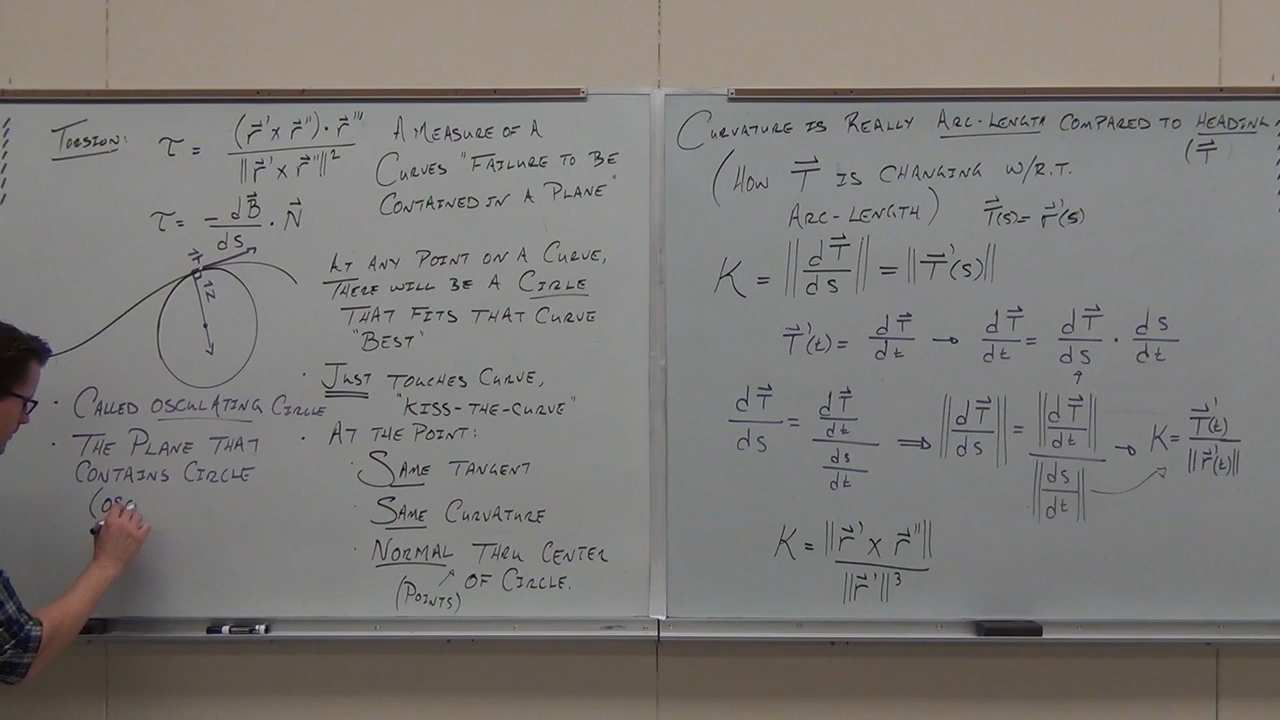 TORSION: τ = (r⃗' x r⃗'') · r⃗''' / ||r⃗' x r⃗''||²
τ = -dB⃗/ds · N⃗
A MEASURE OF A
CURVES "FAILURE TO BE
CONTAINED IN A PLANE"
T⃗
N⃗
AT ANY POINT ON A CURVE,
THERE WILL BE A CIRLE
THAT FITS THAT CURVE
"BEST"
· JUST TOUCHES CURVE,
"KISS-THE-CURVE"
· AT THE POINT:
· SAME TANGENT
· SAME CURVATURE
· NORMAL THRU CENTER
OF CIRCLE.
(POINTS)
· CALLED OSCULATING CIRCLE
· THE PLANE THAT
CONTAINS CIRCLE
(OSC
CURVATURE IS REALLY ARC-LENGTH COMPARED TO HEADING
(T⃗
(HOW T⃗ IS CHANGING W/R.T.
ARC-LENGTH) T⃗(s) = r⃗'(s)
K = ||dT⃗/ds|| = ||T⃗'(s)||
T⃗'(t) = dT⃗/dt → dT⃗/dt = dT⃗/ds · ds/dt
dT⃗/ds = (dT⃗/dt)/(ds/dt) ⇒ ||dT⃗/ds|| = ||dT⃗/dt|| / ||ds/dt|| → K = T⃗'(t) / ||r⃗'(t)||
K = ||r⃗' x r⃗''|| / ||r⃗'||³